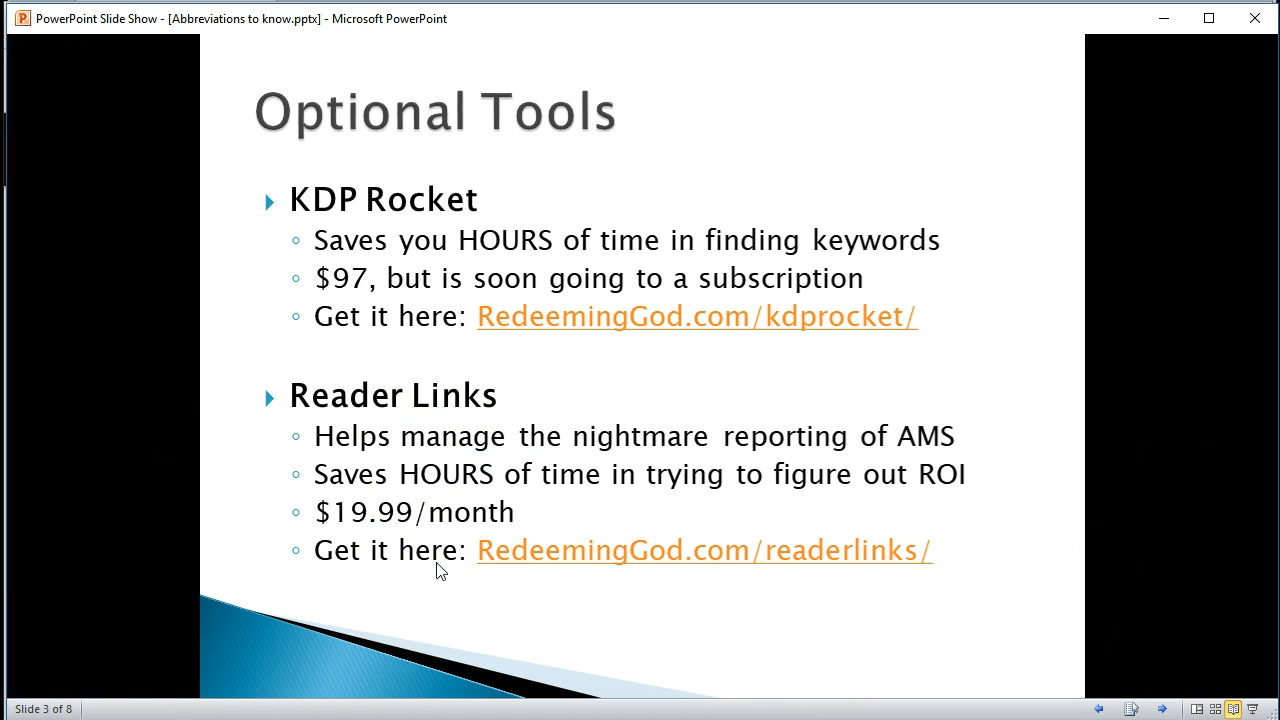 PowerPoint Slide Show - [Abbreviations to know.pptx] - Microsoft PowerPoint
Optional Tools
KDP Rocket
Saves you HOURS of time in finding keywords
$97, but is soon going to a subscription
Get it here: RedeemingGod.com/kdprocket/
Reader Links
Helps manage the nightmare reporting of AMS
Saves HOURS of time in trying to figure out ROI
$19.99/month
Get it here: RedeemingGod.com/readerlinks/
Slide 3 of 8